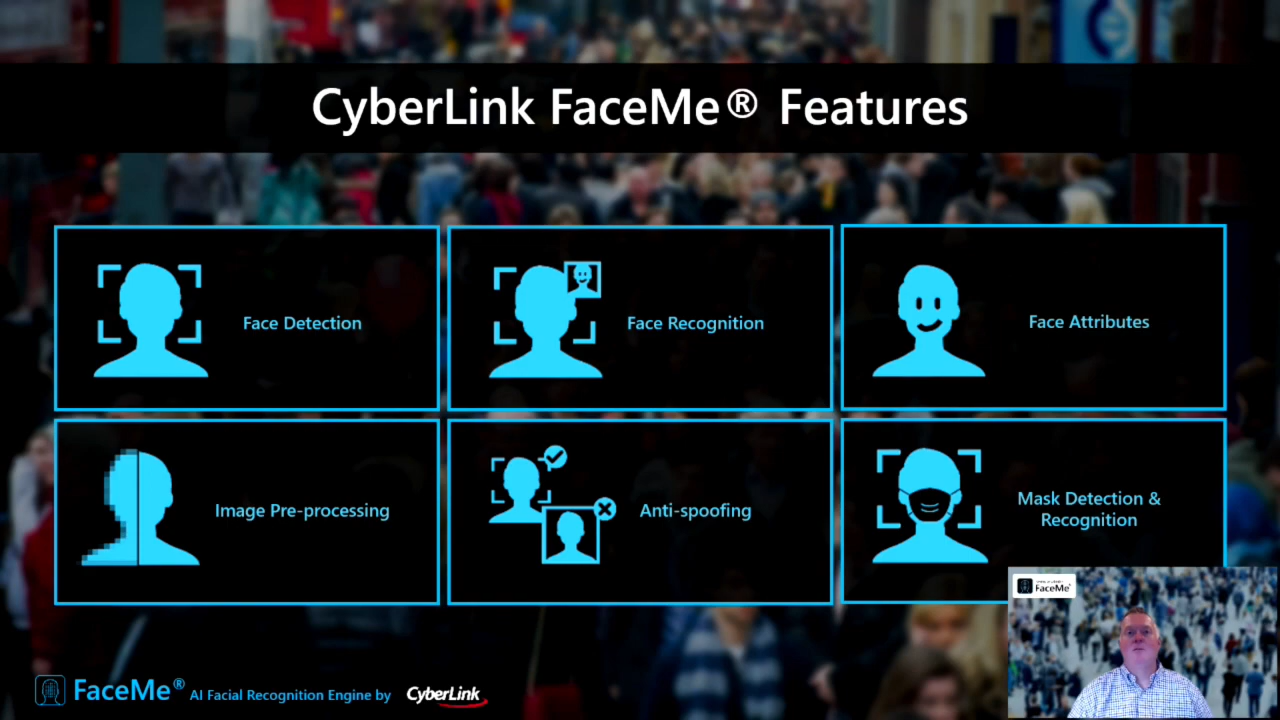 CyberLink FaceMe® Features
Face Detection
Face Recognition
Face Attributes
Image Pre-processing
Anti-spoofing
Mask Detection &
Recognition
FaceMe
FaceMe® AI Facial Recognition Engine by CyberLink